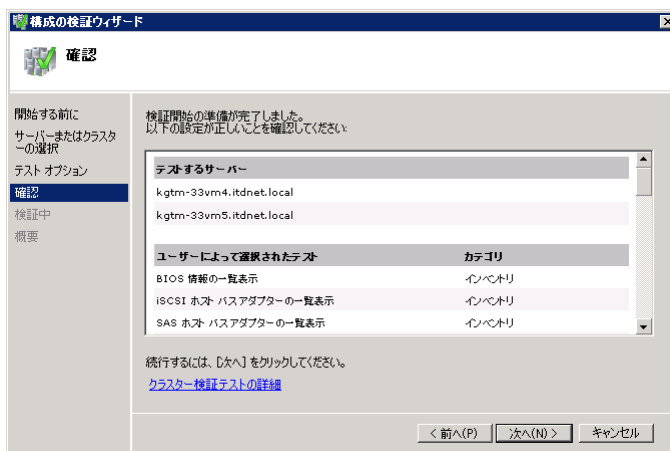 構成の検証ウィザード
確認
開始する前に
サーバーまたはクラスタ
ーの選択
テスト オプション
確認
検証中
概要
検証開始の準備が完了しました。
以下の設定が正しいことを確認してください:
テストするサーバー
kgtm-33vm4.itdnet.local
kgtm-33vm5.itdnet.local
ユーザーによって選択されたテスト カテゴリ
BIOS 情報の一覧表示 インベントリ
iSCSI ホスト バス アダプターの一覧表示 インベントリ
SAS ホスト バス アダプターの一覧表示 インベントリ
続行するには、[次へ] をクリックしてください。
クラスター検証テストの詳細
< 前へ(P) 次へ(N) > キャンセル